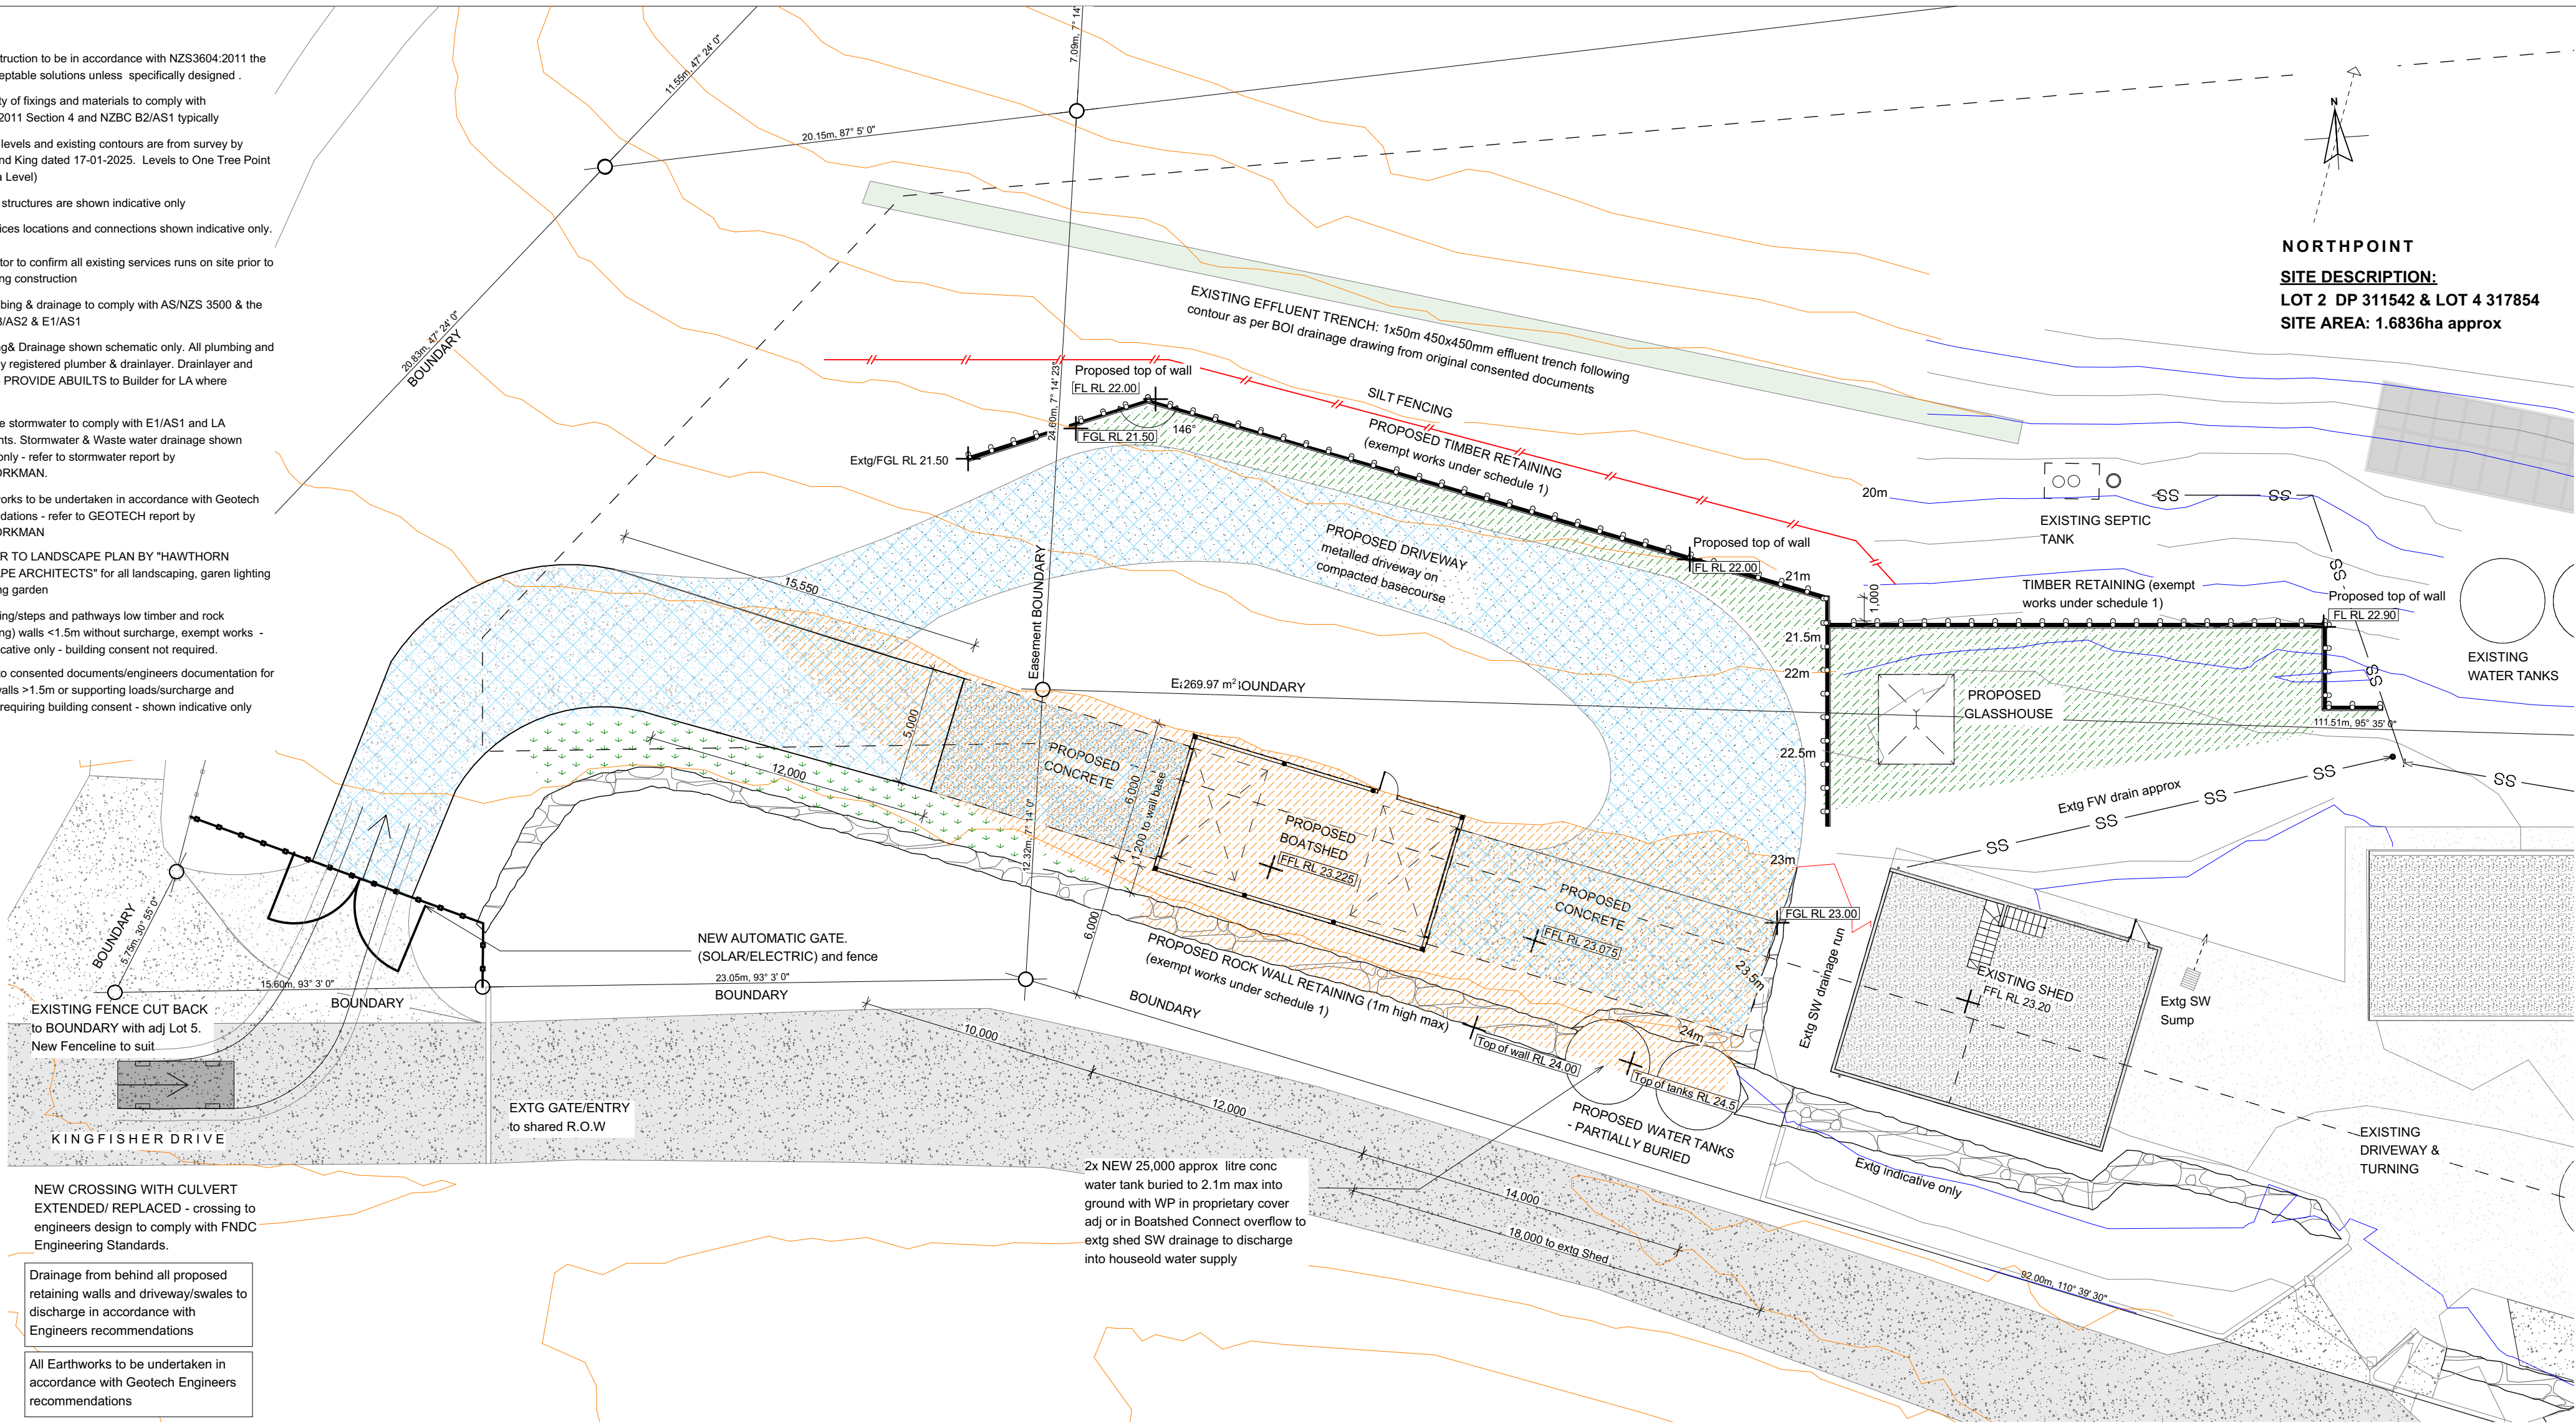 truction to be in accordance with NZS3604:2011 the
eptable solutions unless specifically designed .
ty of fixings and materials to comply with
2011 Section 4 and NZBC B2/AS1 typically
levels and existing contours are from survey by
nd King dated 17-01-2025. Levels to One Tree Point
a Level)
structures are shown indicative only
ices locations and connections shown indicative only.
tor to confirm all existing services runs on site prior to
ng construction
bing & drainage to comply with AS/NZS 3500 & the
3/AS2 & E1/AS1
g& Drainage shown schematic only. All plumbing and
y registered plumber & drainlayer. Drainlayer and
PROVIDE ABUILTS to Builder for LA where
e stormwater to comply with E1/AS1 and LA
nts. Stormwater & Waste water drainage shown
only - refer to stormwater report by
ORKMAN.
works to be undertaken in accordance with Geotech
dations - refer to GEOTECH report by
ORKMAN
R TO LANDSCAPE PLAN BY "HAWTHORN
APE ARCHITECTS" for all landscaping, garen lighting
ng garden
ing/steps and pathways low timber and rock
ng) walls <1.5m without surcharge, exempt works -
icative only - building consent not required.
to consented documents/engineers documentation for
walls >1.5m or supporting loads/surcharge and
requiring building consent - shown indicative only
11.55m, 47° 24' 0"
7.09m, 7° 14'
20.15m, 87° 5' 0"
20.83m, 47° 24' 0"
BOUNDARY
24.60m, 7° 14' 23"
N
NORTHPOINT
SITE DESCRIPTION:
LOT 2 DP 311542 & LOT 4 317854
SITE AREA: 1.6836ha approx
EXISTING EFFLUENT TRENCH: 1x50m 450x450mm effluent trench following
contour as per BOI drainage drawing from original consented documents
SILT FENCING
PROPOSED TIMBER RETAINING
(exempt works under schedule 1)
Proposed top of wall
FL RL 22.00
FGL RL 21.50
146°
Extg/FGL RL 21.50
PROPOSED DRIVEWAY
metalled driveway on
compacted basecourse
Proposed top of wall
FL RL 22.00
20m
21m
21.5m
22m
22.5m
23m
23.5m
24m
1,000
EXISTING SEPTIC
TANK
SS
SS
SS
SS
SS
TIMBER RETAINING (exempt
works under schedule 1)
Proposed top of wall
FL RL 22.90
EXISTING
WATER TANKS
PROPOSED
GLASSHOUSE
111.51m, 95° 35' 0"
Extg FW drain approx
SS
SS
SS
SS
SS
15,550
5,000
12,000
Easement BOUNDARY
269.97 m²
BOUNDARY
PROPOSED
CONCRETE
6,000
1,200 to wall base
12.32m, 7° 14' 0"
6,000
PROPOSED
BOATSHED
FFL RL 23.225
PROPOSED
CONCRETE
FFL RL 23.075
FGL RL 23.00
Extg SW drainage run
EXISTING SHED
FFL RL 23.20
Extg SW
Sump
EXISTING
DRIVEWAY &
TURNING
PROPOSED ROCK WALL RETAINING (1m high max)
(exempt works under schedule 1)
Top of wall RL 24.00
Top of tanks RL 24.5
PROPOSED WATER TANKS
- PARTIALLY BURIED
Extg indicative only
BOUNDARY
5.75m, 30° 55' 0"
15.60m, 93° 3' 0"
BOUNDARY
NEW AUTOMATIC GATE.
(SOLAR/ELECTRIC) and fence
23.05m, 93° 3' 0"
BOUNDARY
BOUNDARY
EXISTING FENCE CUT BACK
to BOUNDARY with adj Lot 5.
New Fenceline to suit
KINGFISHER DRIVE
EXTG GATE/ENTRY
to shared R.O.W
10,000
12,000
14,000
18,000 to extg Shed
92.00m, 110° 39' 30"
2x NEW 25,000 approx litre conc
water tank buried to 2.1m max into
ground with WP in proprietary cover
adj or in Boatshed Connect overflow to
extg shed SW drainage to discharge
into houseold water supply
NEW CROSSING WITH CULVERT
EXTENDED/ REPLACED - crossing to
engineers design to comply with FNDC
Engineering Standards.
Drainage from behind all proposed
retaining walls and driveway/swales to
discharge in accordance with
Engineers recommendations
All Earthworks to be undertaken in
accordance with Geotech Engineers
recommendations